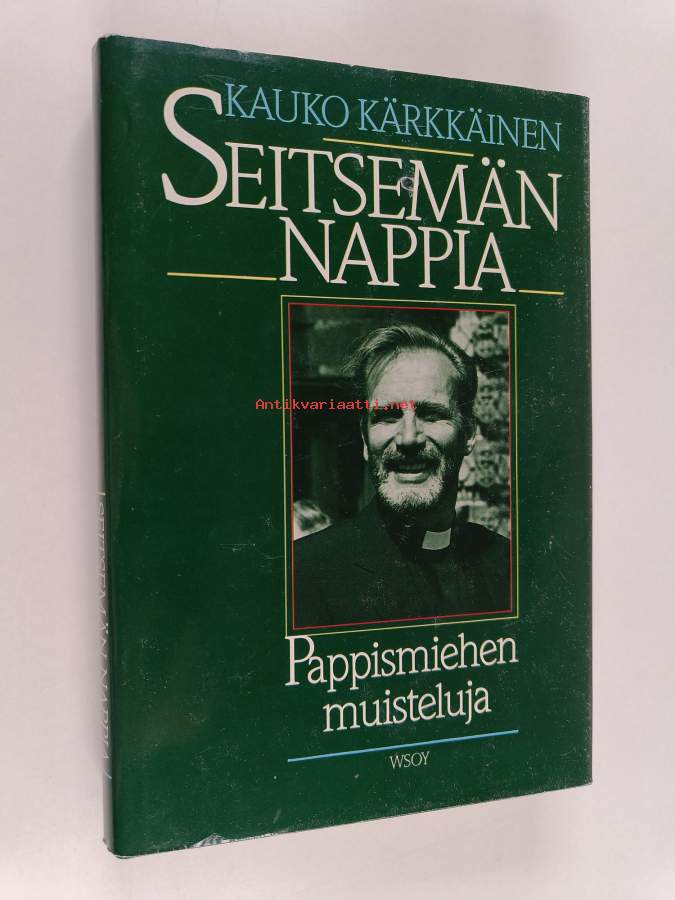 KAUKO KÄRKKÄINEN
SEITSEMÄN
NAPPIA
Antikvariaatti.net
Pappismiehen
muisteluja
WSOY
SEITSEMÄN NAPPIA